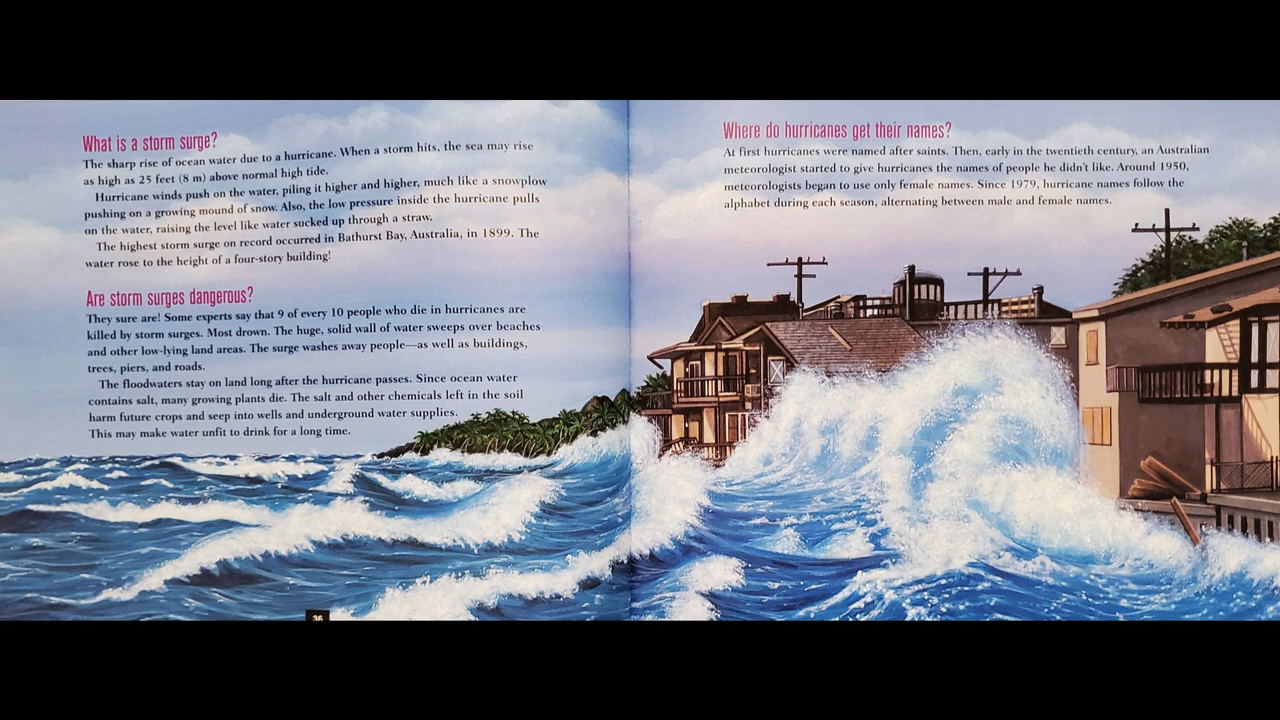 What is a storm surge?
The sharp rise of ocean water due to a hurricane. When a storm hits, the sea may rise
as high as 25 feet (8 m) above normal high tide.
Hurricane winds push on the water, piling it higher and higher, much like a snowplow
pushing on a growing mound of snow. Also, the low pressure inside the hurricane pulls
on the water, raising the level like water sucked up through a straw.
The highest storm surge on record occurred in Bathurst Bay, Australia, in 1899. The
water rose to the height of a four-story building!
Are storm surges dangerous?
They sure are! Some experts say that 9 of every 10 people who die in hurricanes are
killed by storm surges. Most drown. The huge, solid wall of water sweeps over beaches
and other low-lying land areas. The surge washes away people—as well as buildings,
trees, piers, and roads.
The floodwaters stay on land long after the hurricane passes. Since ocean water
contains salt, many growing plants die. The salt and other chemicals left in the soil
harm future crops and seep into wells and underground water supplies.
This may make water unfit to drink for a long time.
36
Where do hurricanes get their names?
At first hurricanes were named after saints. Then, early in the twentieth century, an Australian
meteorologist started to give hurricanes the names of people he didn't like. Around 1950,
meteorologists began to use only female names. Since 1979, hurricane names follow the
alphabet during each season, alternating between male and female names.